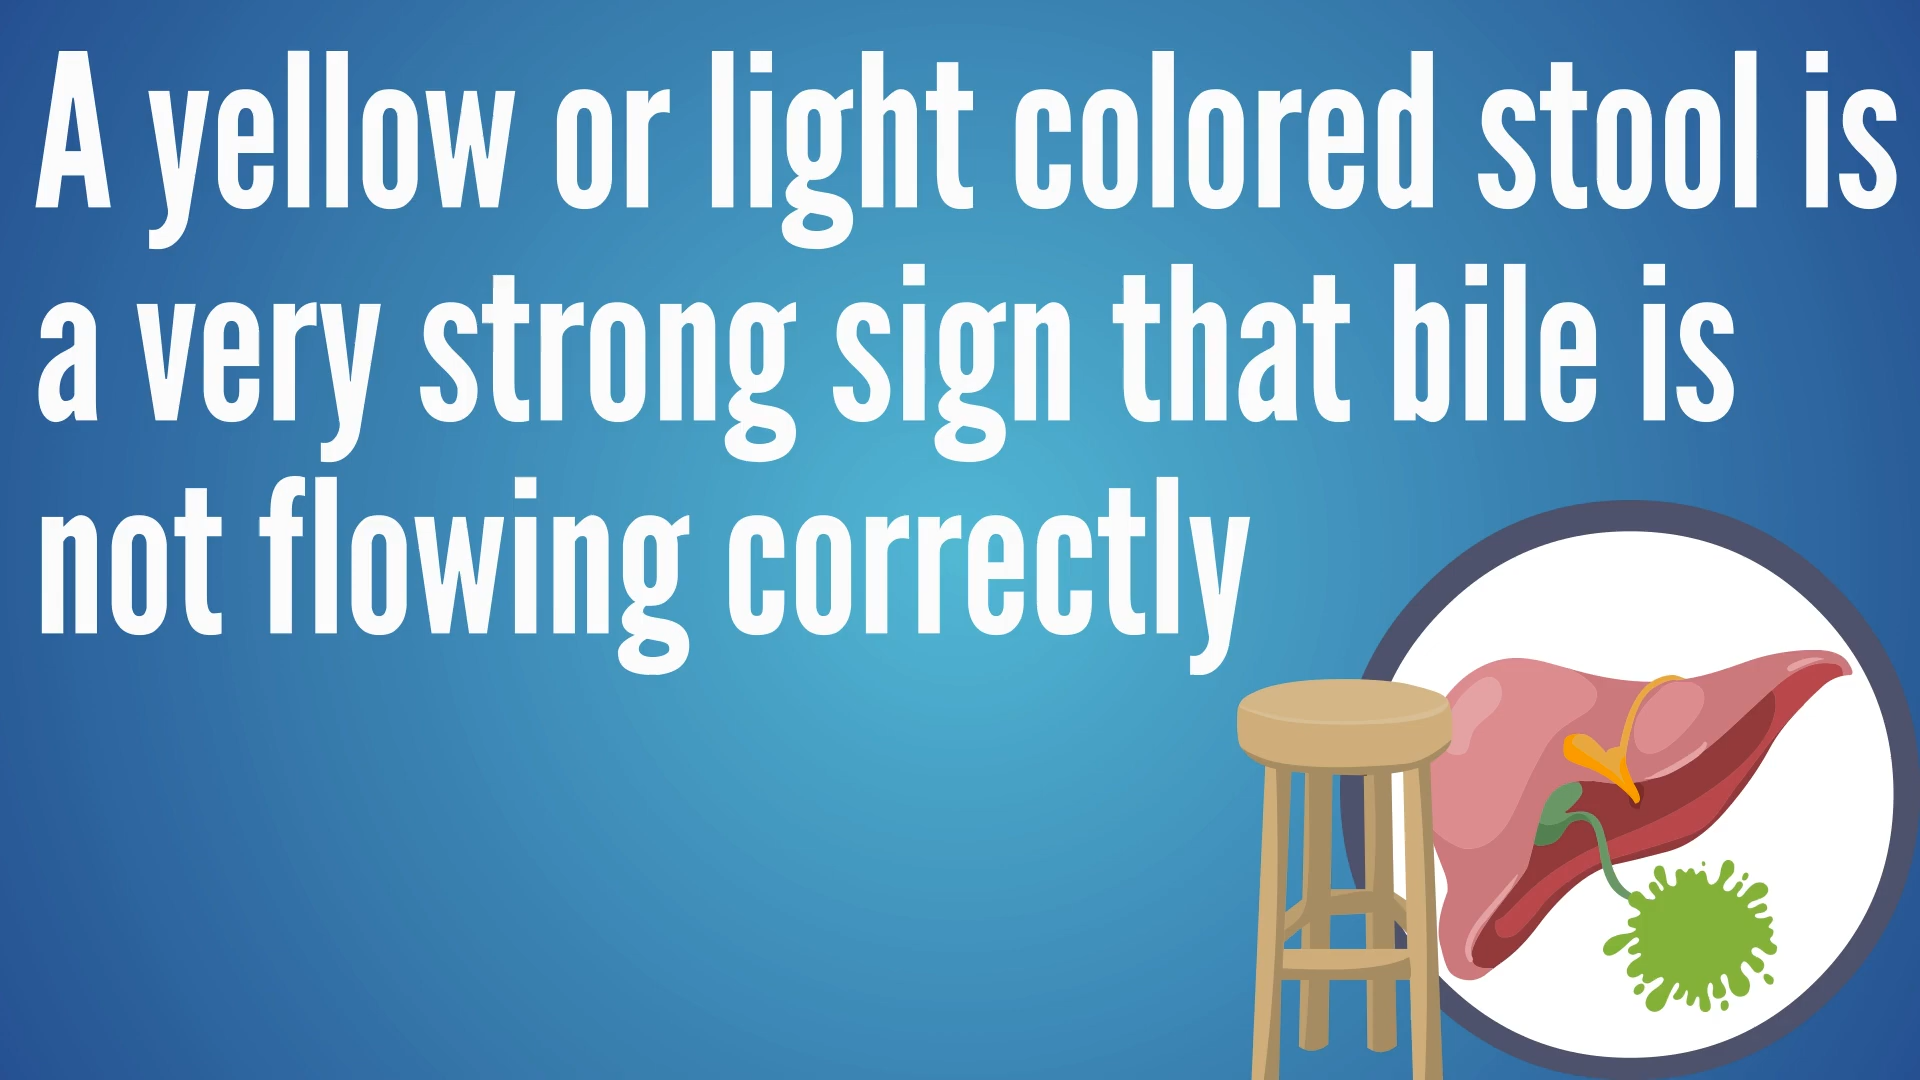 A yellow or light colored stool is
a very strong sign that bile is
not flowing correctly